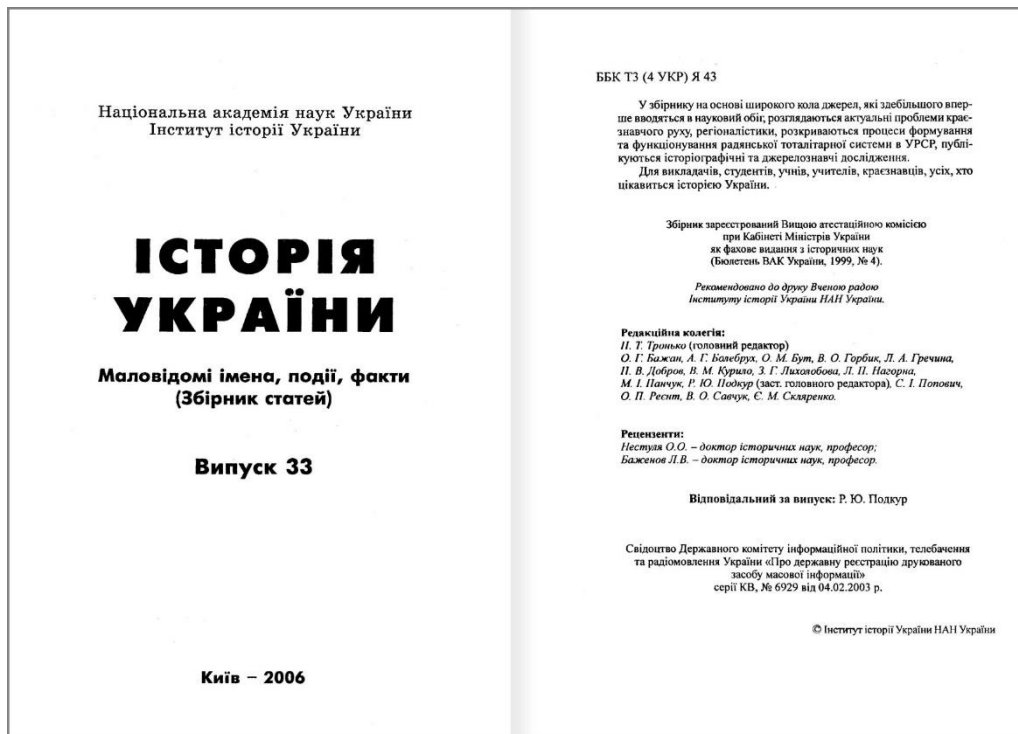 Національна академія наук України
Інститут історії України
ІСТОРІЯ
УКРАЇНИ
Маловідомі імена, події, факти
(Збірник статей)
Випуск 33
Київ – 2006
ББК Т3 (4 УКР) Я 43
У збірнику на основі широкого кола джерел, які здебільшого впер-
ше вводяться в науковий обіг, розглядаються актуальні проблеми крає-
знавчого руху, регіоналістики, розкриваються процеси формування
та функціонування радянської тоталітарної системи в УРСР, публі-
куються історіографічні та джерелознавчі дослідження.
Для викладачів, студентів, учнів, учителів, краєзнавців, усіх, хто
цікавиться історією України.
Збірник зареєстрований Вищою атестаційною комісією
при Кабінеті Міністрів України
як фахове видання з історичних наук
(Бюлетень ВАК України, 1999, № 4).
Рекомендовано до друку Вченою радою
Інституту історії України НАН України.
Редакційна колегія:
П. Т. Тронько (головний редактор)
О. Г. Бажан, А. Г. Болебрух, О. М. Бут, В. О. Горбик, Л. А. Гречина,
П. В. Добров, В. М. Курило, З. Г. Лихолобова, Л. П. Нагорна,
М. І. Панчук, Р. Ю. Подкур (заст. головного редактора), С. І. Попович,
О. П. Реєнт, В. О. Савчук, Є. М. Скляренко.
Рецензенти:
Нестуля О.О. – доктор історичних наук, професор;
Баженов Л.В. – доктор історичних наук, професор.
Відповідальний за випуск: Р. Ю. Подкур
Свідоцтво Державного комітету інформаційної політики, телебачення
та радіомовлення України «Про державну реєстрацію друкованого
засобу масової інформації»
серії КВ, № 6929 від 04.02.2003 р.
© Інститут історії України НАН України